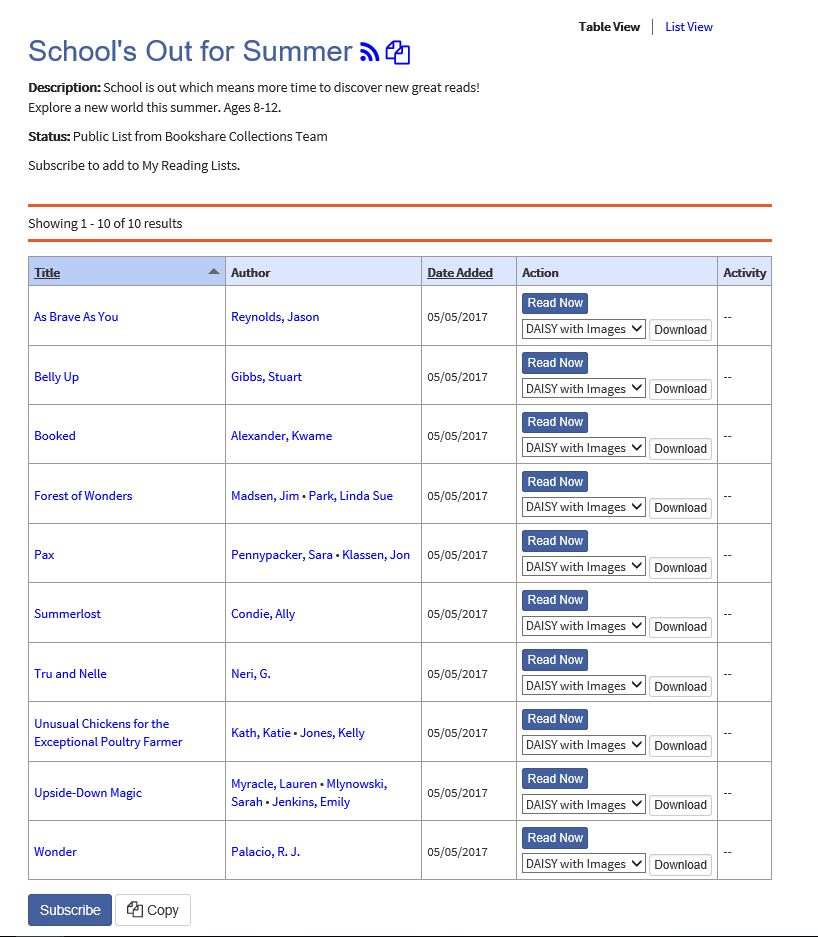 Table View | List View
School's Out for Summer
Description: School is out which means more time to discover new great reads!
Explore a new world this summer. Ages 8-12.
Status: Public List from Bookshare Collections Team
Subscribe to add to My Reading Lists.
Showing 1 - 10 of 10 results
Title Author Date Added Action Activity
Read Now
As Brave As You Reynolds, Jason 05/05/2017 --
DAISY with Images Download
Read Now
Belly Up Gibbs, Stuart 05/05/2017 --
DAISY with Images Download
Read Now
Booked Alexander, Kwame 05/05/2017 --
DAISY with Images Download
Read Now
Forest of Wonders Madsen, Jim • Park, Linda Sue 05/05/2017 --
DAISY with Images Download
Read Now
Pax Pennypacker, Sara • Klassen, Jon 05/05/2017 --
DAISY with Images Download
Read Now
Summerlost Condie, Ally 05/05/2017 --
DAISY with Images Download
Read Now
Tru and Nelle Neri, G. 05/05/2017 --
DAISY with Images Download
Read Now
Unusual Chickens for the
Exceptional Poultry Farmer Kath, Katie • Jones, Kelly 05/05/2017 --
DAISY with Images Download
Read Now
Upside-Down Magic Myracle, Lauren • Mlynowski,
Sarah • Jenkins, Emily 05/05/2017 --
DAISY with Images Download
Read Now
Wonder Palacio, R. J. 05/05/2017 --
DAISY with Images Download
Subscribe Copy